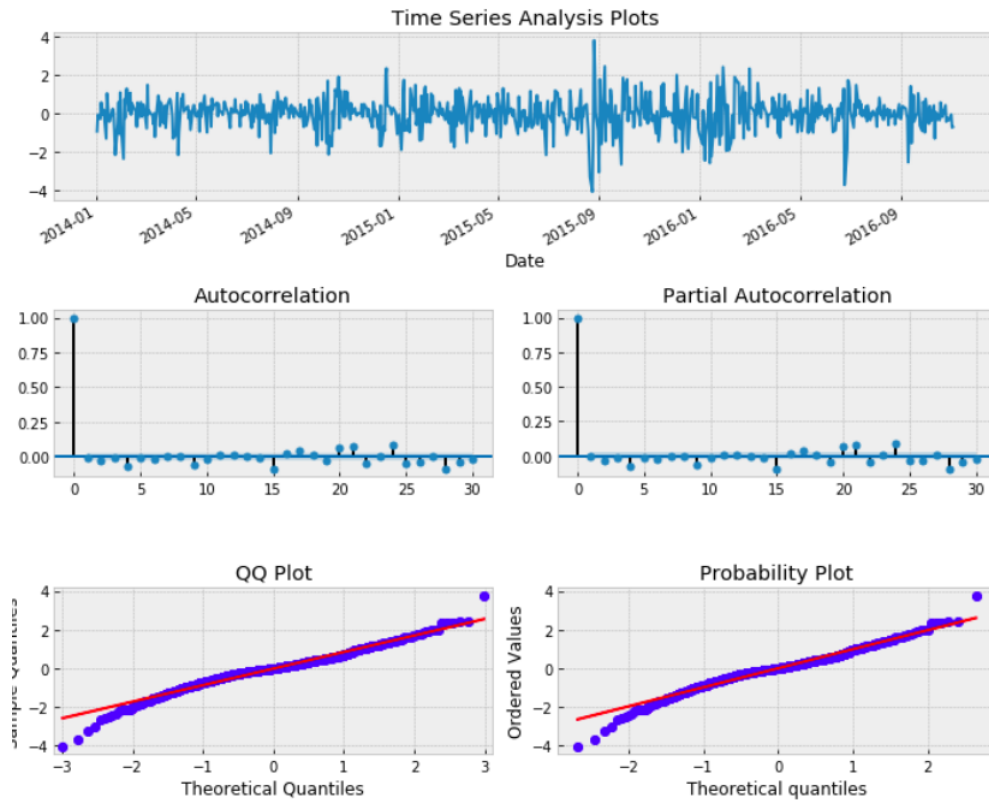 Time Series Analysis Plots
4
2
0
−2
−4
2014-01
2014-05
2014-09
2015-01
2015-05
2015-09
2016-01
2016-05
2016-09
Date
Autocorrelation
Partial Autocorrelation
1.00
0.75
0.50
0.25
0.00
0 5 10 15 20 25 30
1.00
0.75
0.50
0.25
0.00
0 5 10 15 20 25 30
QQ Plot
Probability Plot
4
2
0
−2
−4
Sample Quantiles
−3 −2 −1 0 1 2 3
Theoretical Quantiles
4
2
0
−2
−4
Ordered Values
−2 −1 0 1 2
Theoretical quantiles